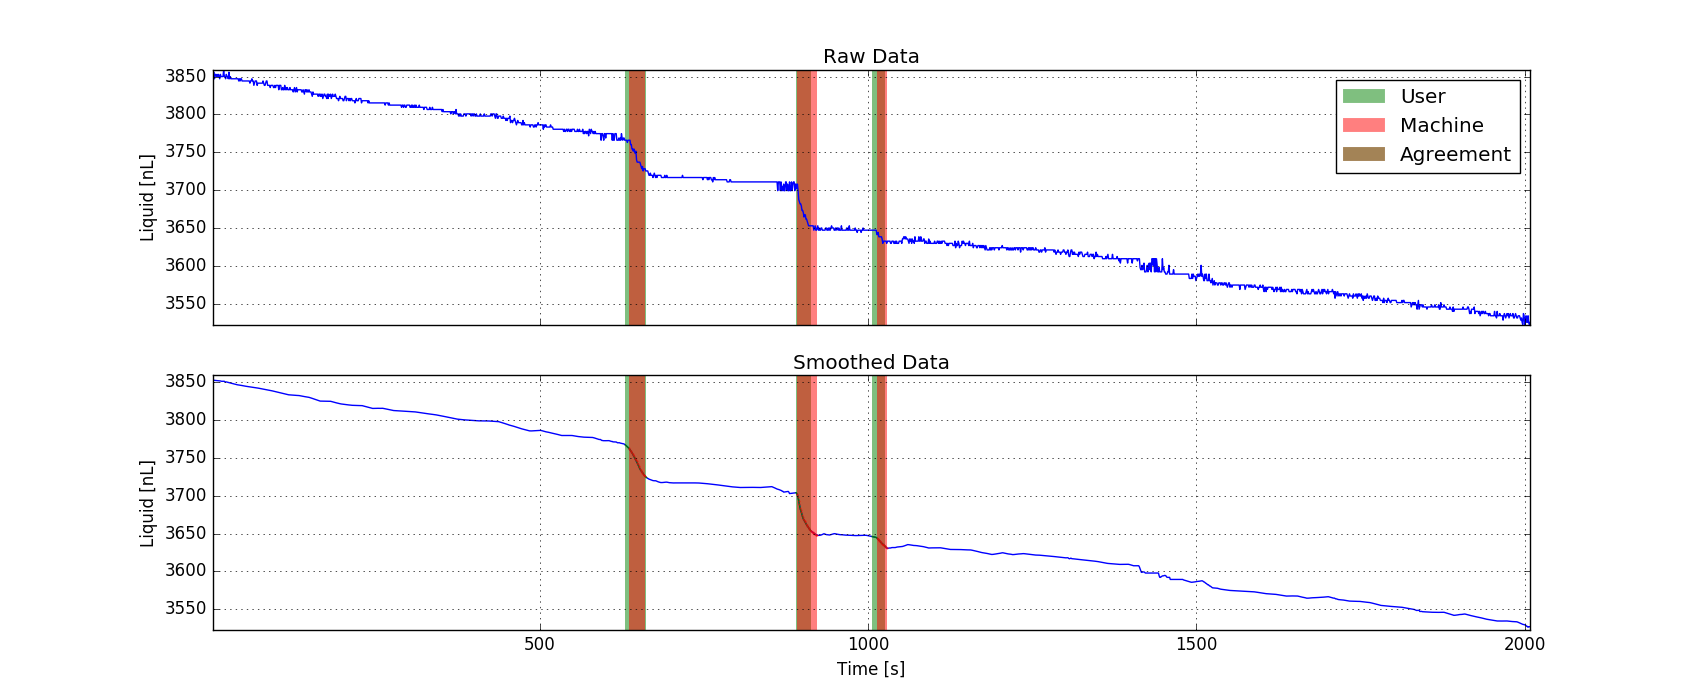 Raw Data
3850
3800
3750
3700
3650
3600
3550
Liquid [nL]
User
Machine
Agreement
Smoothed Data
3850
3800
3750
3700
3650
3600
3550
Liquid [nL]
500
1000
1500
2000
Time [s]